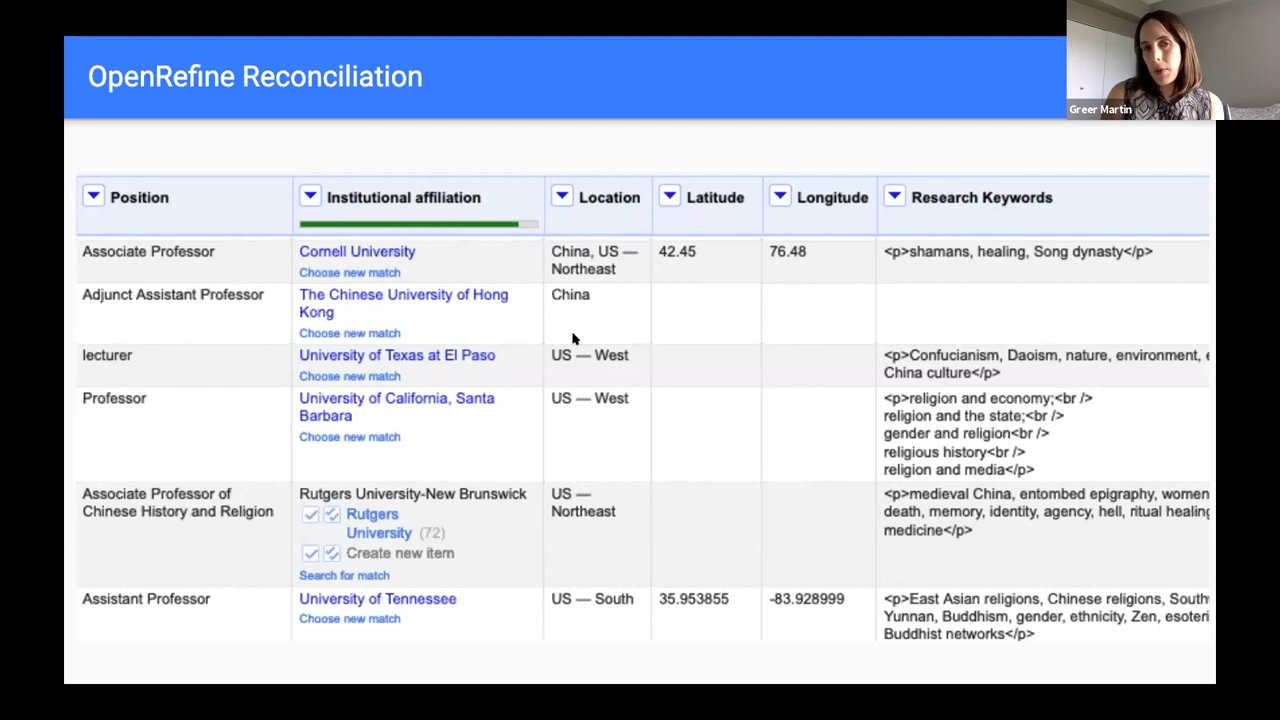 OpenRefine Reconciliation
Greer Martin
Position
Institutional affiliation
Location
Latitude
Longitude
Research Keywords
Associate Professor
Cornell University
Choose new match
China, US —
Northeast
42.45
76.48
<p>shamans, healing, Song dynasty</p>
Adjunct Assistant Professor
The Chinese University of Hong
Kong
Choose new match
China
lecturer
University of Texas at El Paso
Choose new match
US — West
<p>Confucianism, Daoism, nature, environment,
China culture</p>
Professor
University of California, Santa
Barbara
Choose new match
US — West
<p>religion and economy;<br />
religion and the state;<br />
gender and religion<br />
religious history<br />
religion and media</p>
Associate Professor of
Chinese History and Religion
Rutgers University-New Brunswick
Rutgers
University (72)
Create new item
Search for match
US —
Northeast
<p>medieval China, entombed epigraphy, women
death, memory, identity, agency, hell, ritual healing
medicine</p>
Assistant Professor
University of Tennessee
Choose new match
US — South
35.953855
-83.928999
<p>East Asian religions, Chinese religions,
Yunnan, Buddhism, gender, ethnicity, Zen,
Buddhist networks</p>